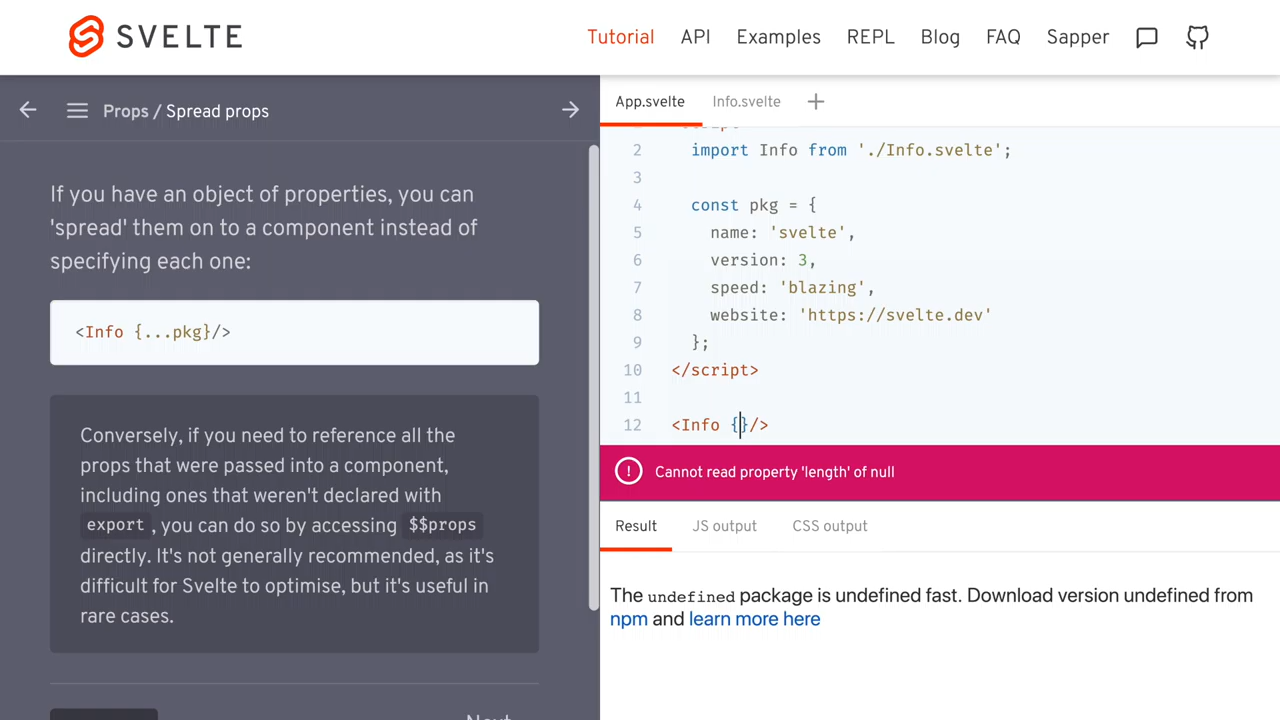 SVELTE
Tutorial API Examples REPL Blog FAQ Sapper
Props / Spread props
If you have an object of properties, you can
'spread' them on to a component instead of
specifying each one:
<Info {...pkg}/>
Conversely, if you need to reference all the
props that were passed into a component,
including ones that weren't declared with
export, you can do so by accessing $$props
directly. It's not generally recommended, as it's
difficult for Svelte to optimise, but it's useful in
rare cases.
Next
App.svelte Info.svelte +
2 import Info from './Info.svelte';
3
4 const pkg = {
5 name: 'svelte',
6 version: 3,
7 speed: 'blazing',
8 website: 'https://svelte.dev'
9 };
10 </script>
11
12 <Info {}/>
! Cannot read property 'length' of null
Result JS output CSS output
The undefined package is undefined fast. Download version undefined from
npm and learn more here